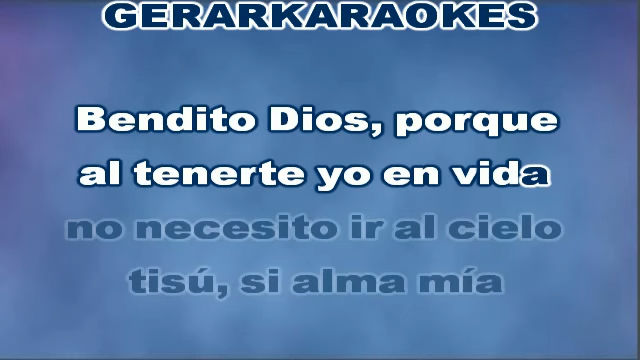 GERARKARAOKES
Bendito Dios, porque
al tenerte yo en vida
no necesito ir al cielo
tisú, si alma mía